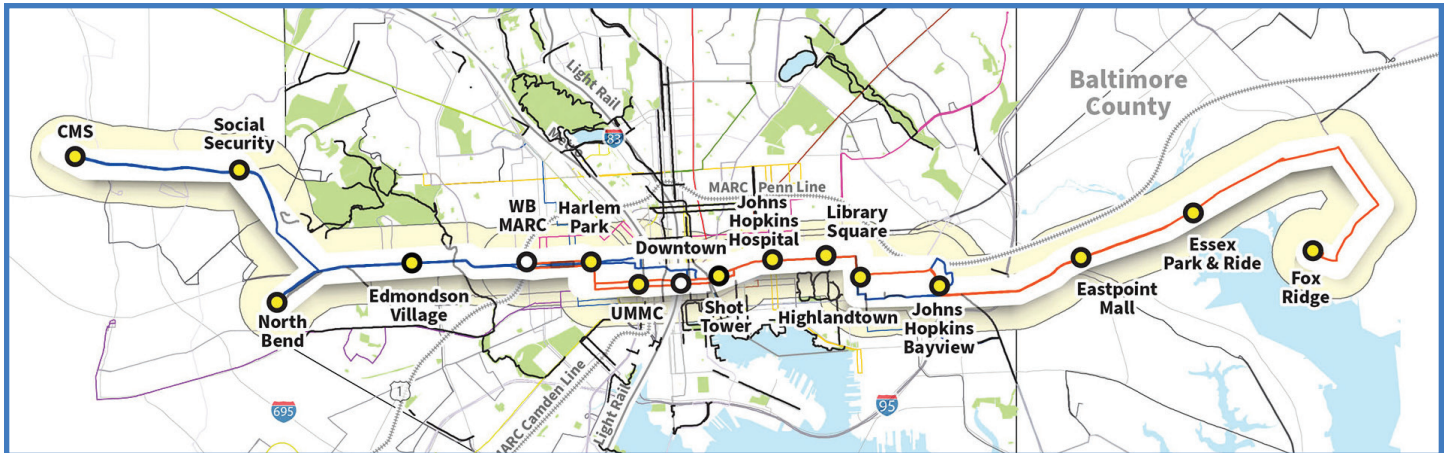 CMS
Social
Security
North
Bend
Edmondson
Village
WB
MARC
Harlem
Park
UMMC
Downtown
Shot
Tower
Johns
Hopkins
Hospital
Library
Square
Highlandtown
Johns
Hopkins
Bayview
Eastpoint
Mall
Essex
Park & Ride
Fox
Ridge
Baltimore
County
Light Rail
Metro
83
MARC Penn Line
MARC Camden Line
Light Rail
1
695
95